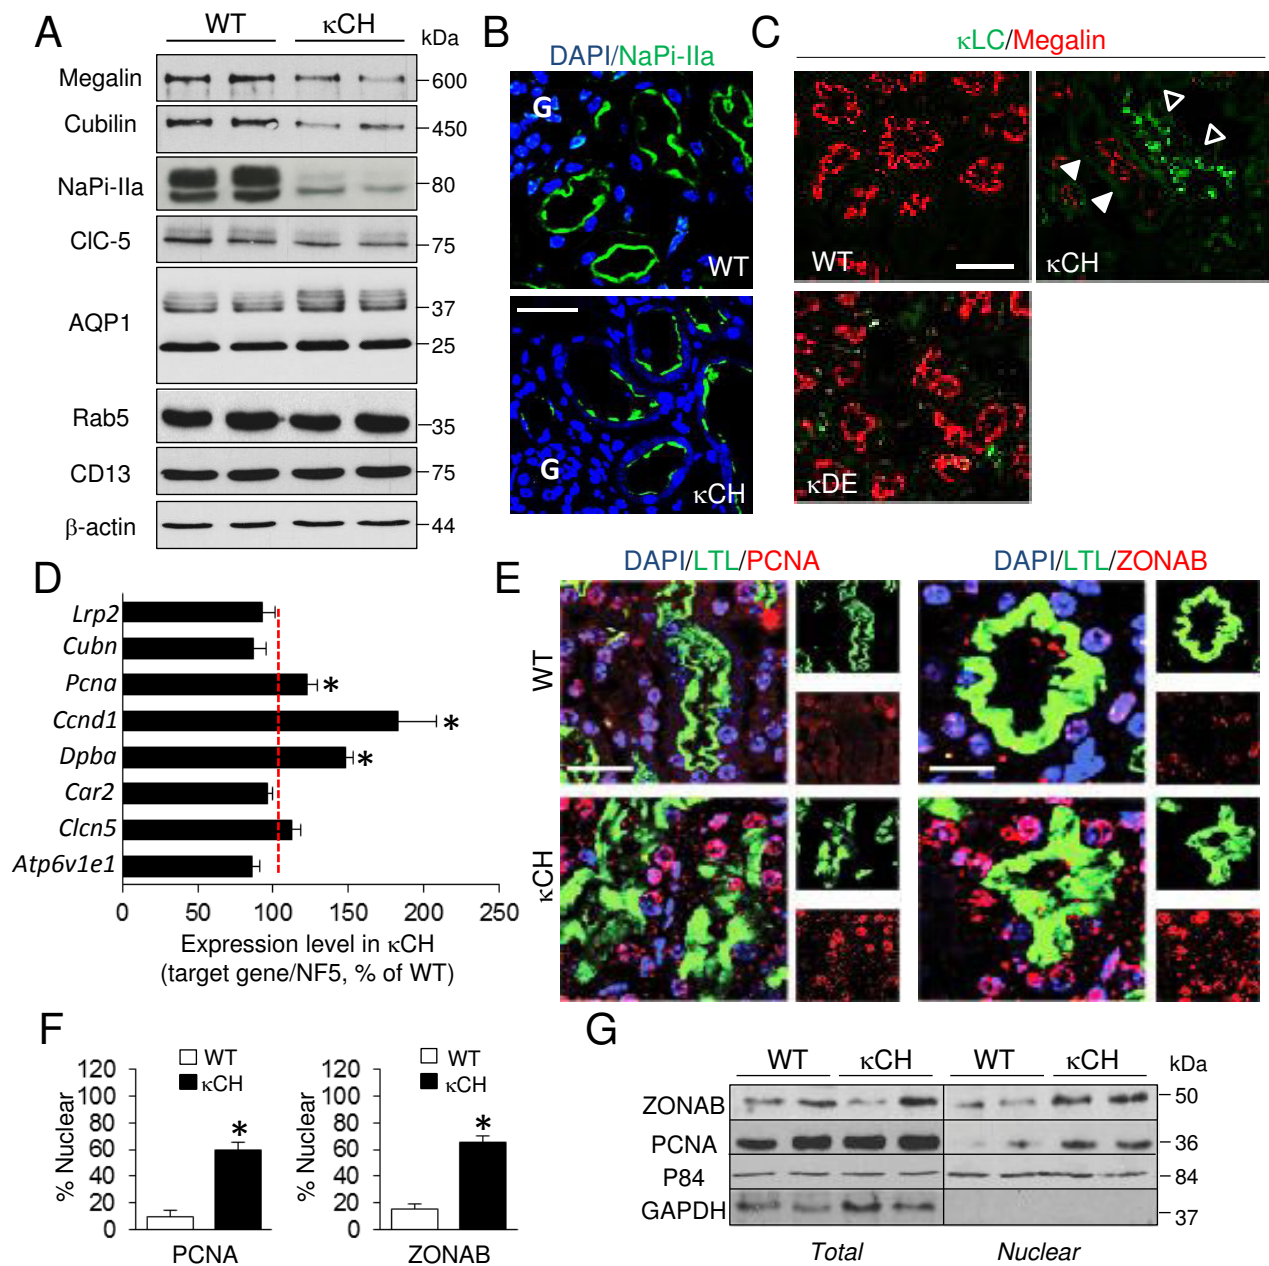 A
WT
κCH
kDa
Megalin
600
Cubilin
450
NaPi-IIa
80
ClC-5
75
AQP1
37
25
Rab5
35
CD13
75
β-actin
44
B
DAPI/NaPi-IIa
G
WT
G
κCH
C
κLC/Megalin
WT
κCH
κDE
D
Lrp2
Cubn
Pcna
*
Ccnd1
*
Dpba
*
Car2
Clcn5
Atp6v1e1
0 50 100 150 200 250
Expression level in κCH
(target gene/NF5, % of WT)
E
DAPI/LTL/PCNA
DAPI/LTL/ZONAB
WT
κCH
F
% Nuclear
120
100
80
60
40
20
0
WT
κCH
*
PCNA
% Nuclear
120
100
80
60
40
20
0
WT
κCH
*
ZONAB
G
WT κCH WT κCH kDa
ZONAB 50
PCNA 36
P84 84
GAPDH 37
Total Nuclear